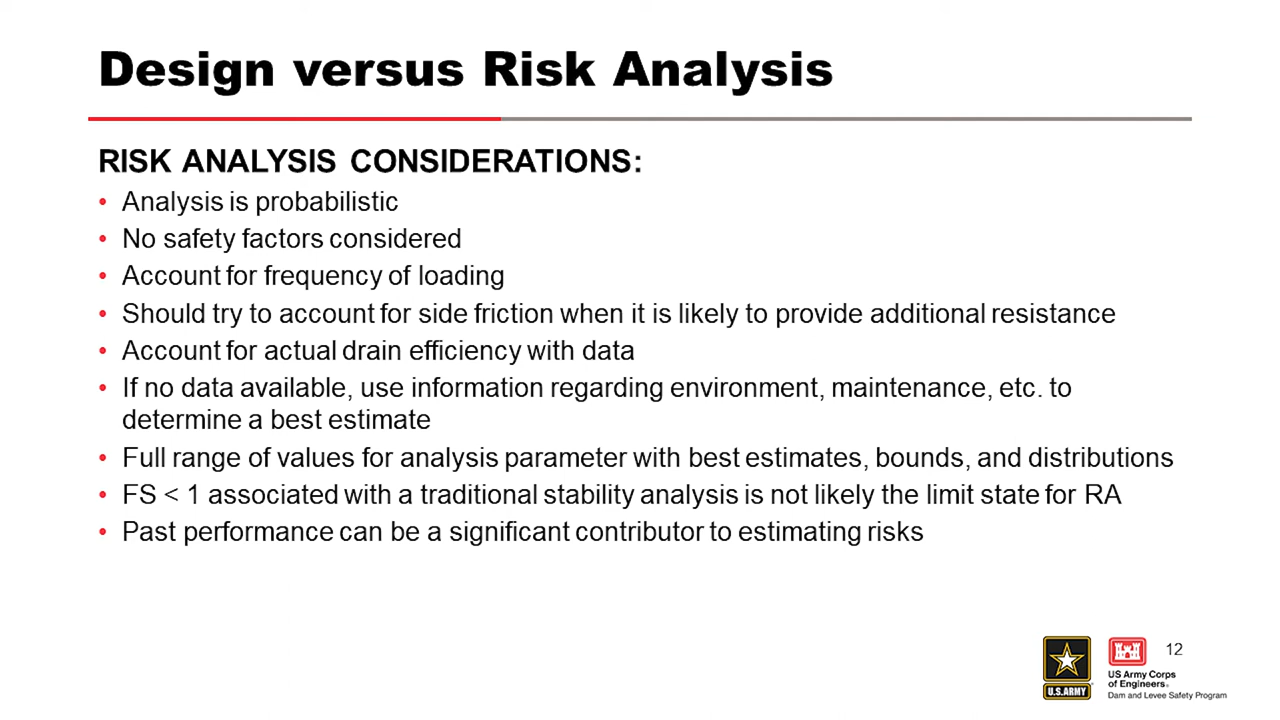 Design versus Risk Analysis
RISK ANALYSIS CONSIDERATIONS:
• Analysis is probabilistic
• No safety factors considered
• Account for frequency of loading
• Should try to account for side friction when it is likely to provide additional resistance
• Account for actual drain efficiency with data
• If no data available, use information regarding environment, maintenance, etc. to
determine a best estimate
• Full range of values for analysis parameter with best estimates, bounds, and distributions
• FS < 1 associated with a traditional stability analysis is not likely the limit state for RA
• Past performance can be a significant contributor to estimating risks
12
U.S.ARMY
US Army Corps
of Engineers®
Dam and Levee Safety Program